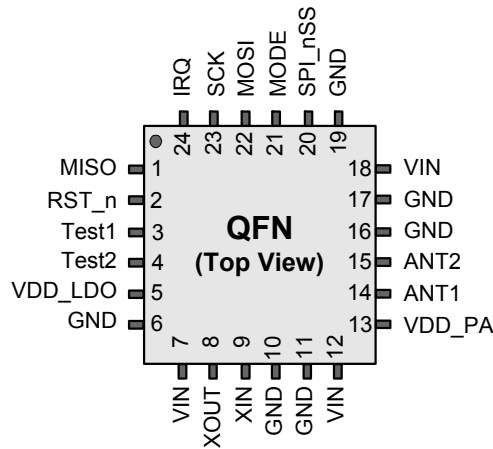 IRQ
SCK
MOSI
MODE
SPI_nSS
GND
24
23
22
21
20
19
MISO 1
RST_n 2
Test1 3
Test2 4
VDD_LDO 5
GND 6
QFN
(Top View)
18 VIN
17 GND
16 GND
15 ANT2
14 ANT1
13 VDD_PA
7
8
9
10
11
12
VIN
XOUT
XIN
GND
GND
VIN